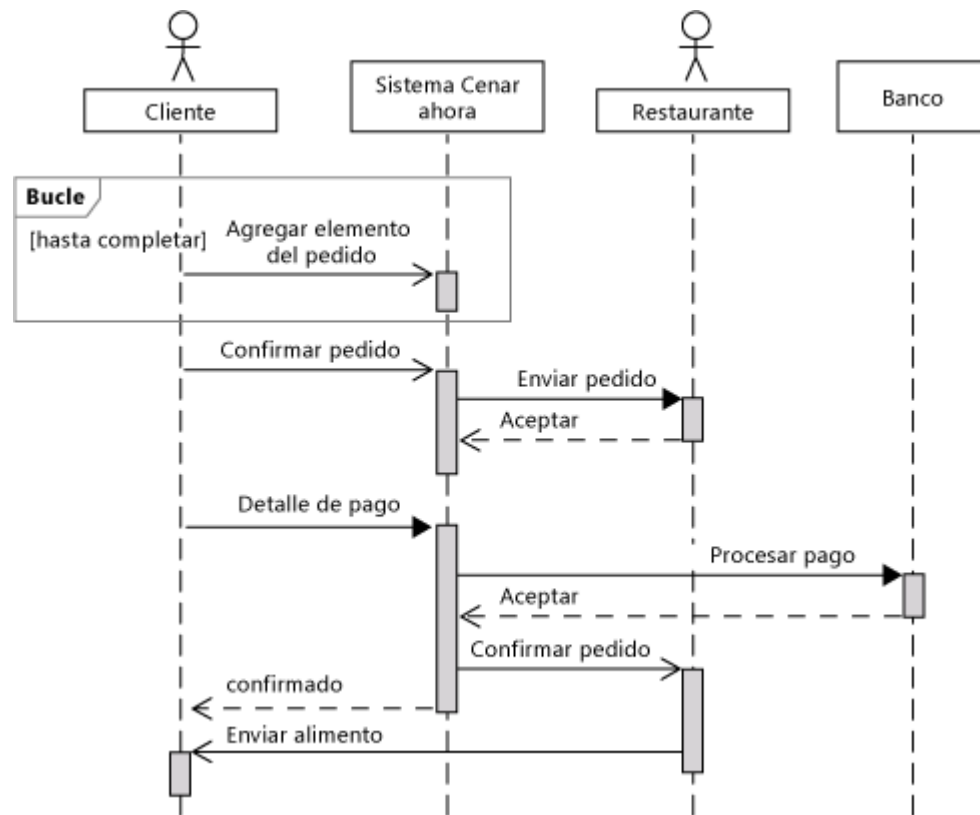 Cliente
Sistema Cenar
ahora
Restaurante
Banco
Bucle
[hasta completar]
Agregar elemento
del pedido
Confirmar pedido
Enviar pedido
Aceptar
Detalle de pago
Procesar pago
Aceptar
Confirmar pedido
confirmado
Enviar alimento